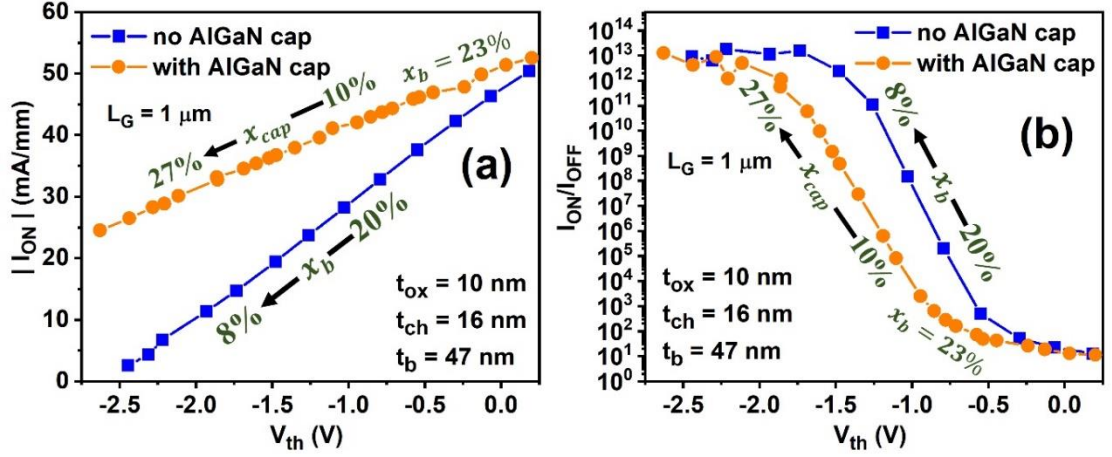 60
50
40
30
20
10
0
| I_ON | (mA/mm)
no AlGaN cap
with AlGaN cap
x_b = 23%
10%
x_cap
27%
L_G = 1 μm
(a)
20%
x_b
8%
t_ox = 10 nm
t_ch = 16 nm
t_b = 47 nm
-2.5 -2.0 -1.5 -1.0 -0.5 0.0
V_th (V)
10^14
10^13
10^12
10^11
10^10
10^9
10^8
10^7
10^6
10^5
10^4
10^3
10^2
10^1
10^0
I_ON/I_OFF
no AlGaN cap
with AlGaN cap
27%
x_cap
10%
8%
x_b
20%
(b)
L_G = 1 μm
t_ox = 10 nm
t_ch = 16 nm
t_b = 47 nm
x_b = 23%
-2.5 -2.0 -1.5 -1.0 -0.5 0.0
V_th (V)